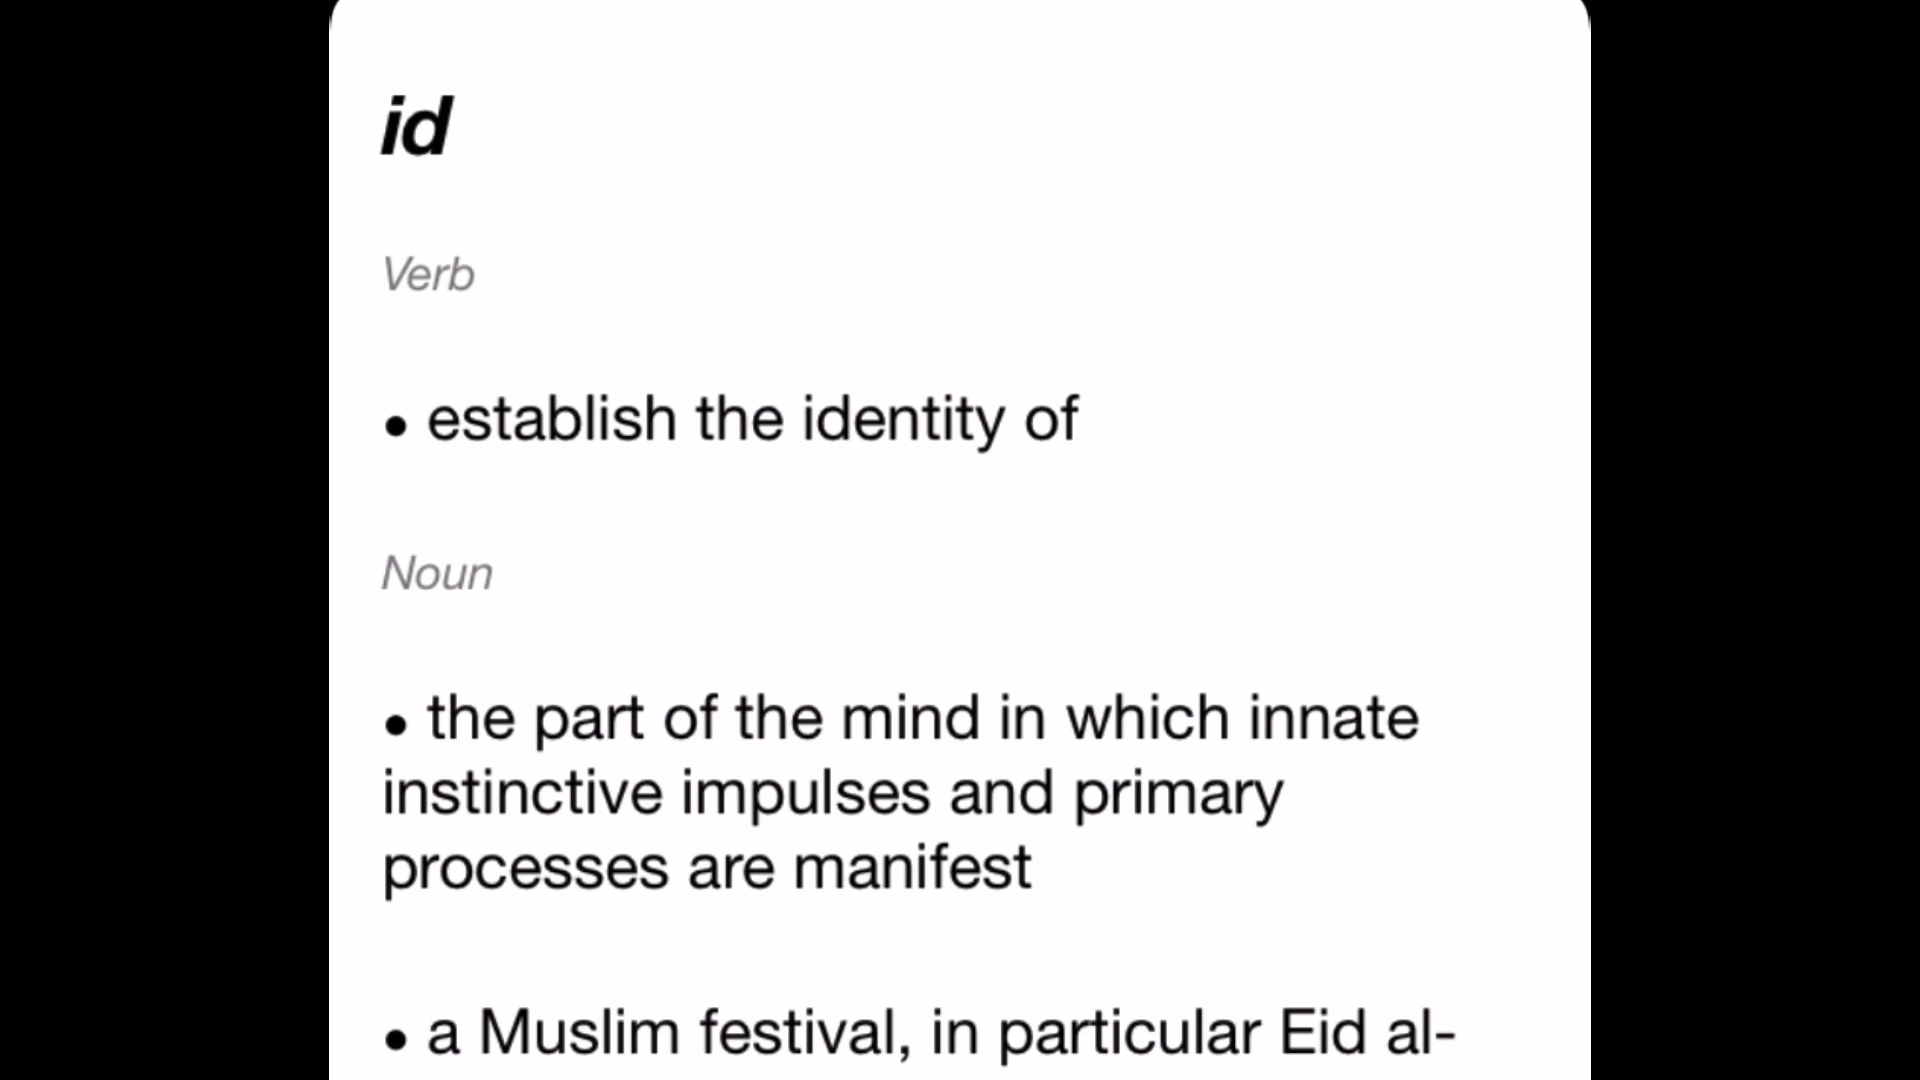 id
Verb
• establish the identity of
Noun
• the part of the mind in which innate
instinctive impulses and primary
processes are manifest
• a Muslim festival, in particular Eid al-